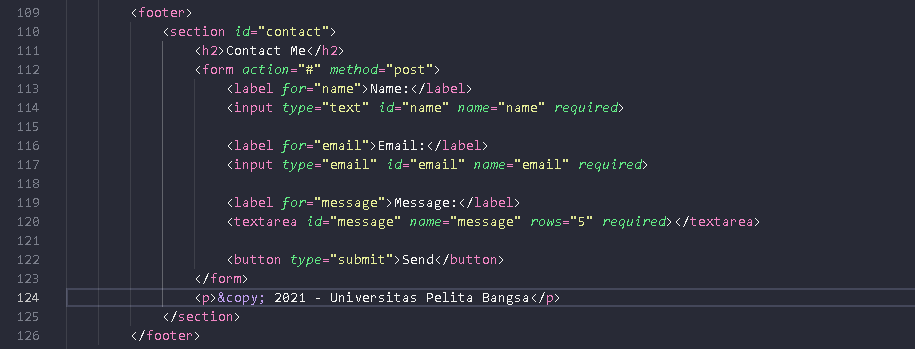 109 <footer>
110 <section id="contact">
111 <h2>Contact Me</h2>
112 <form action="#" method="post">
113 <label for="name">Name:</label>
114 <input type="text" id="name" name="name" required>
115
116 <label for="email">Email:</label>
117 <input type="email" id="email" name="email" required>
118
119 <label for="message">Message:</label>
120 <textarea id="message" name="message" rows="5" required></textarea>
121
122 <button type="submit">Send</button>
123 </form>
124 <p>&copy; 2021 - Universitas Pelita Bangsa</p>
125 </section>
126 </footer>